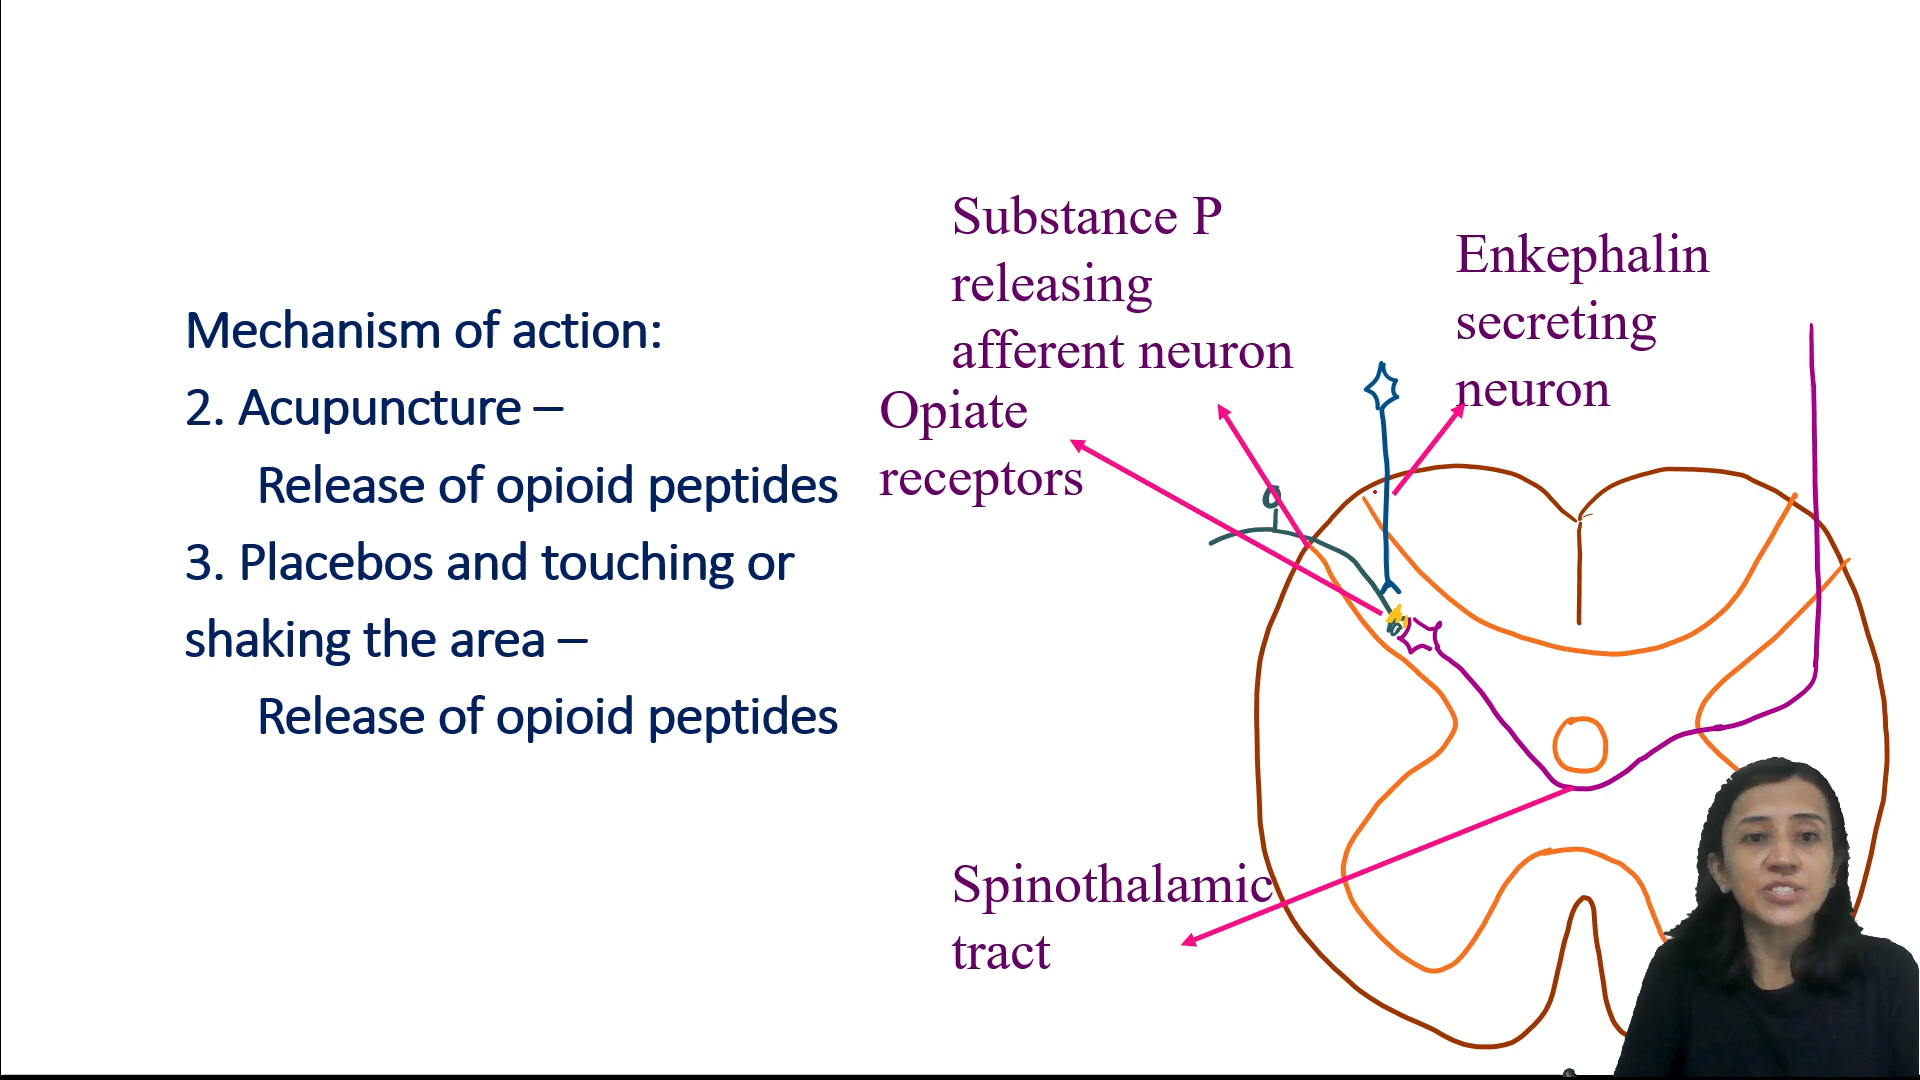 Mechanism of action:
2. Acupuncture –
Release of opioid peptides
3. Placebos and touching or
shaking the area –
Release of opioid peptides
Substance P
releasing
afferent neuron
Opiate
receptors
Enkephalin
secreting
neuron
Spinothalamic
tract